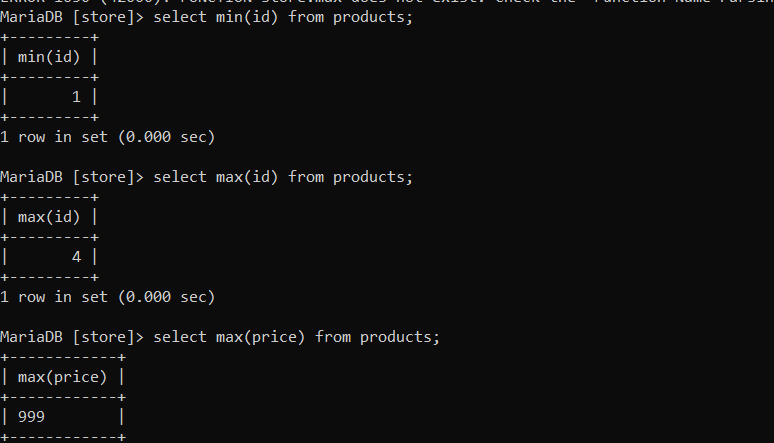 MariaDB [store]> select min(id) from products;
+---------+
| min(id) |
+---------+
|       1 |
+---------+
1 row in set (0.000 sec)
MariaDB [store]> select max(id) from products;
+---------+
| max(id) |
+---------+
|       4 |
+---------+
1 row in set (0.000 sec)
MariaDB [store]> select max(price) from products;
+------------+
| max(price) |
+------------+
| 999        |
+------------+